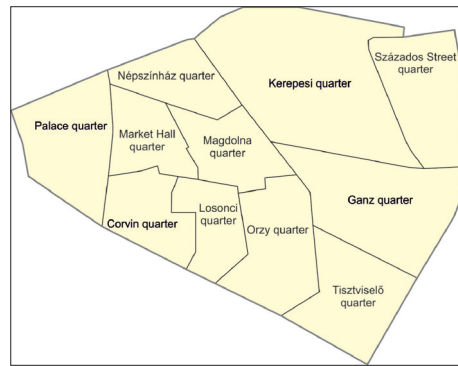 Százados Street
quarter
Népszínház quarter
Kerepesi quarter
Palace quarter
Market Hall
quarter
Magdolna
quarter
Ganz quarter
Losonci
quarter
Corvin quarter
Orzy quarter
Tisztviselő
quarter